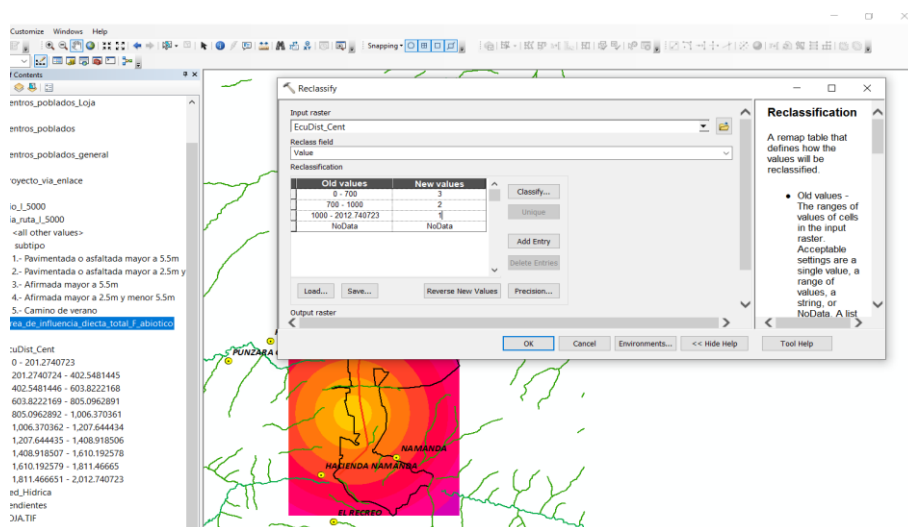 Customize Windows Help
Snapping
f Contents
entros_poblados_Loja
entros_poblados
entros_poblados_general
royecto_via_enlace
io_l_5000
ia_ruta_l_5000
<all other values>
subtipo
1.- Pavimentada o asfaltada mayor a 5.5m
2.- Pavimentada o asfaltada mayor a 2.5m y
3.- Afirmada mayor a 5.5m
4.- Afirmada mayor a 2.5m y menor 5.5m
5.- Camino de verano
rea_de_influencia_diecta_total_F_abiotico
cuDist_Cent
0 - 201.2740723
201.2740724 - 402.5481445
402.5481446 - 603.8222168
603.8222169 - 805.0962891
805.0962892 - 1,006.370361
1,006.370362 - 1,207.644434
1,207.644435 - 1,408.918506
1,408.918507 - 1,610.192578
1,610.192579 - 1,811.46665
1,811.466651 - 2,012.740723
ed_Hidrica
endientes
OJA.TIF
Reclassify
Input raster
EcuDist_Cent
Reclass field
Value
Reclassification
Old values New values
0 - 700 3
700 - 1000 2
1000 - 2012.740723 1
NoData NoData
Classify...
Unique
Add Entry
Delete Entries
Load... Save... Reverse New Values Precision...
Output raster
OK Cancel Environments... << Hide Help Tool Help
Reclassification
A remap table that
defines how the
values will be
reclassified.
• Old values -
The ranges of
values of cells
in the input
raster.
Acceptable
settings are a
single value, a
range of
values, a
string, or
NoData. A list
PUNZARA
NAMANDA
HACIENDA NAMANDA
EL RECREO